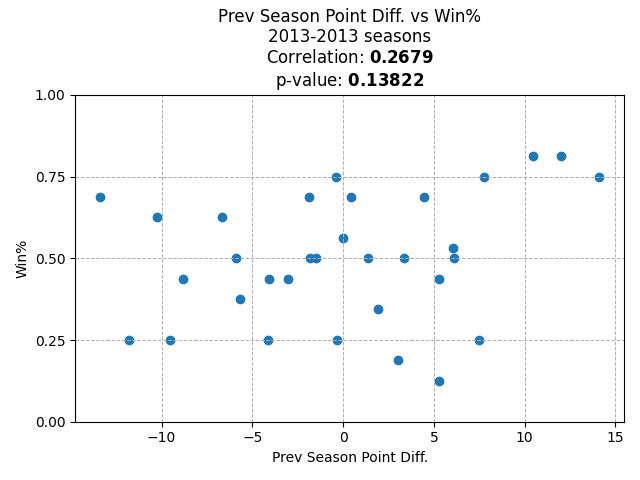 Prev Season Point Diff. vs Win%
2013-2013 seasons
Correlation: 0.2679
p-value: 0.13822
1.00
0.75
0.50
0.25
0.00
Win%
−10
−5
0
5
10
15
Prev Season Point Diff.